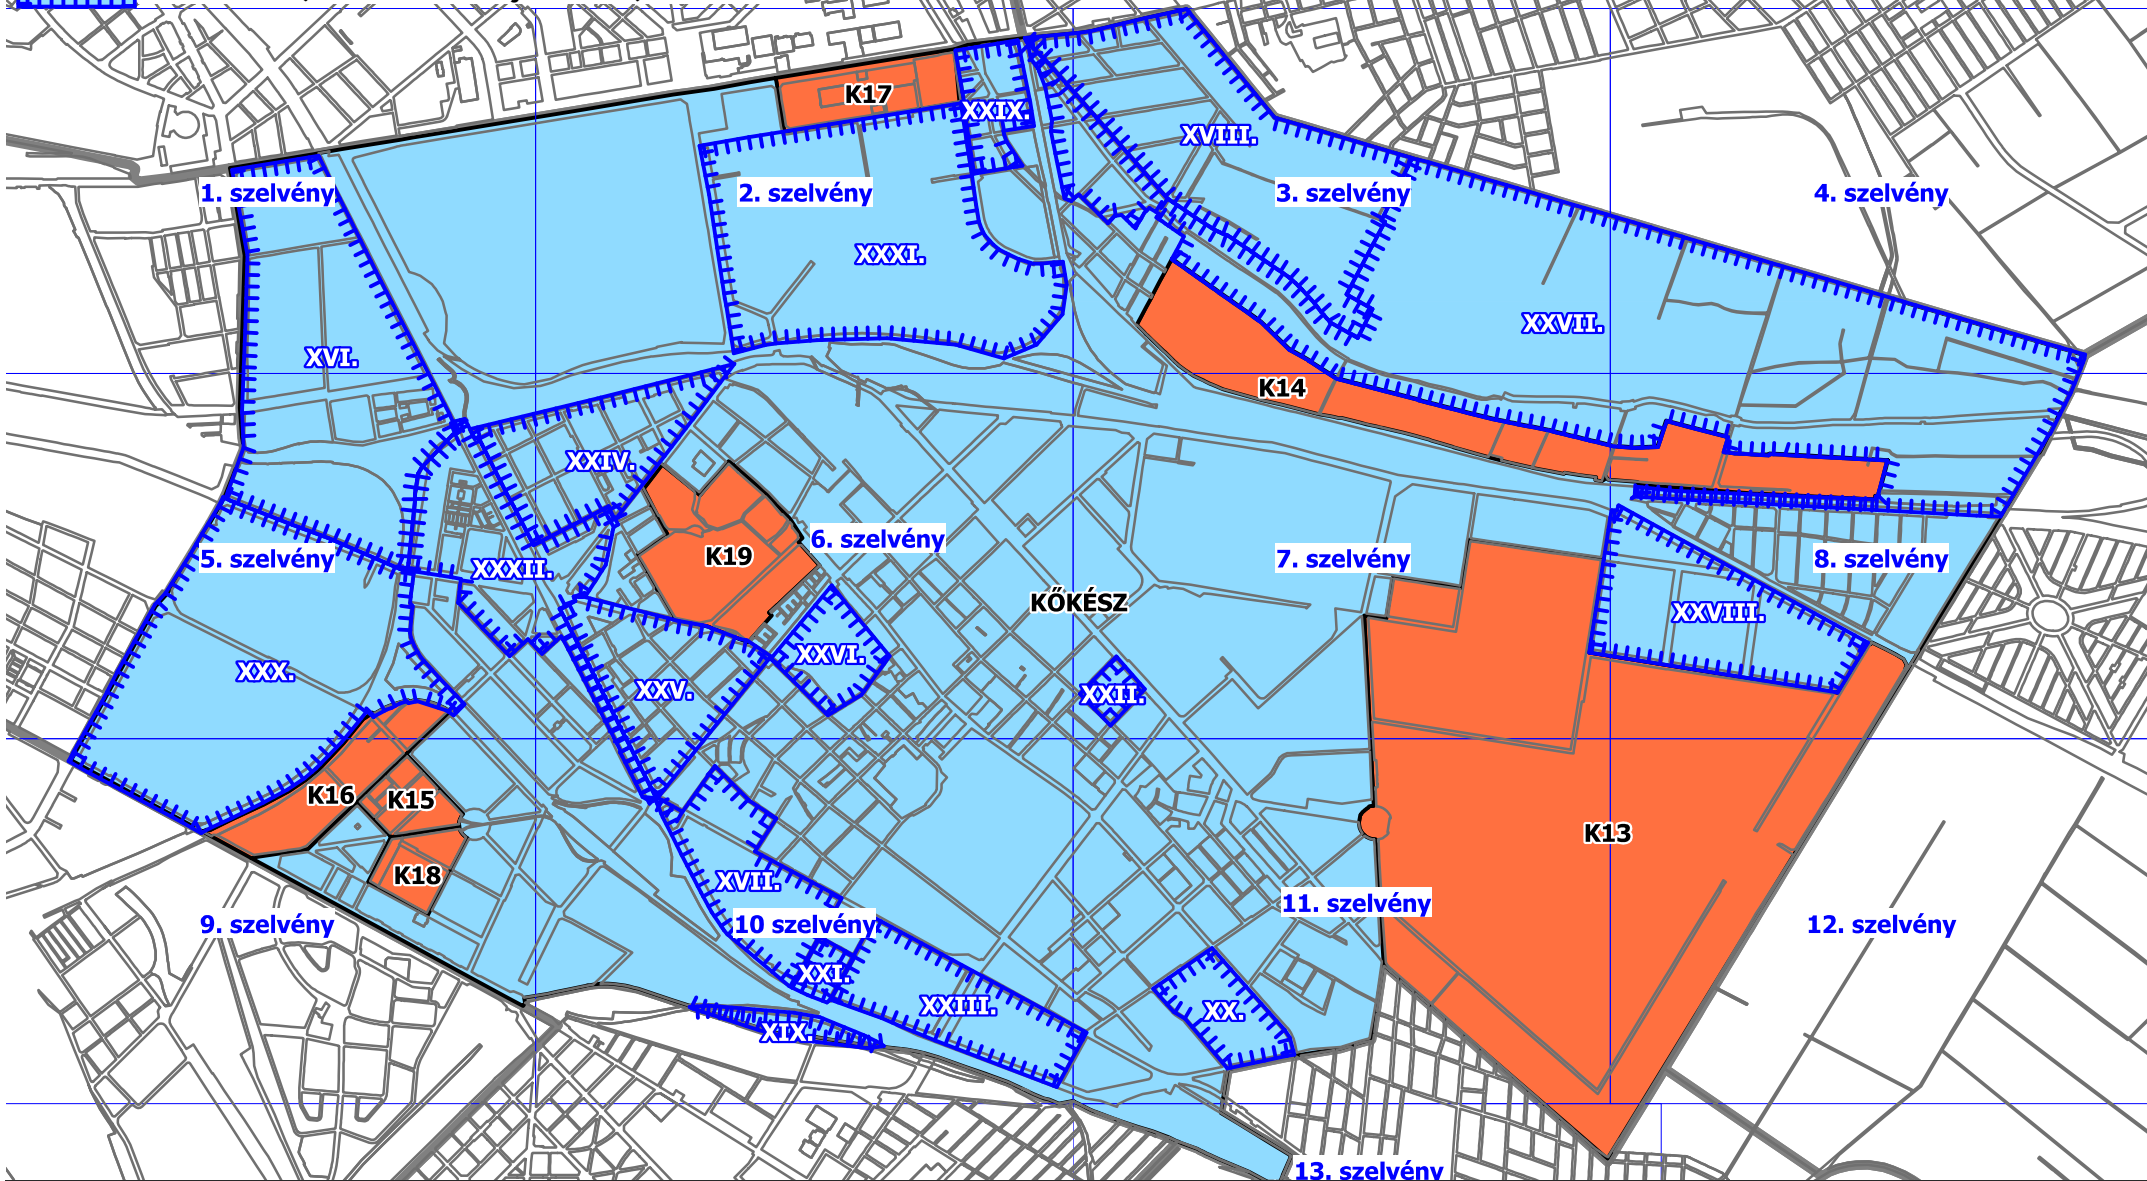 K17
XXIX.
XVIII.
1. szelvény
2. szelvény
3. szelvény
4. szelvény
XXXI.
XXVII.
XVI.
K14
XXIV.
5. szelvény
XXXII.
K19
6. szelvény
7. szelvény
8. szelvény
KŐKÉSZ
XXVIII.
XXX.
XXVI.
XXV.
XXII.
K16
K15
K13
K18
XVII.
9. szelvény
10 szelvény
11. szelvény
12. szelvény
XXI.
XXIII.
XX.
XIX.
13. szelvény